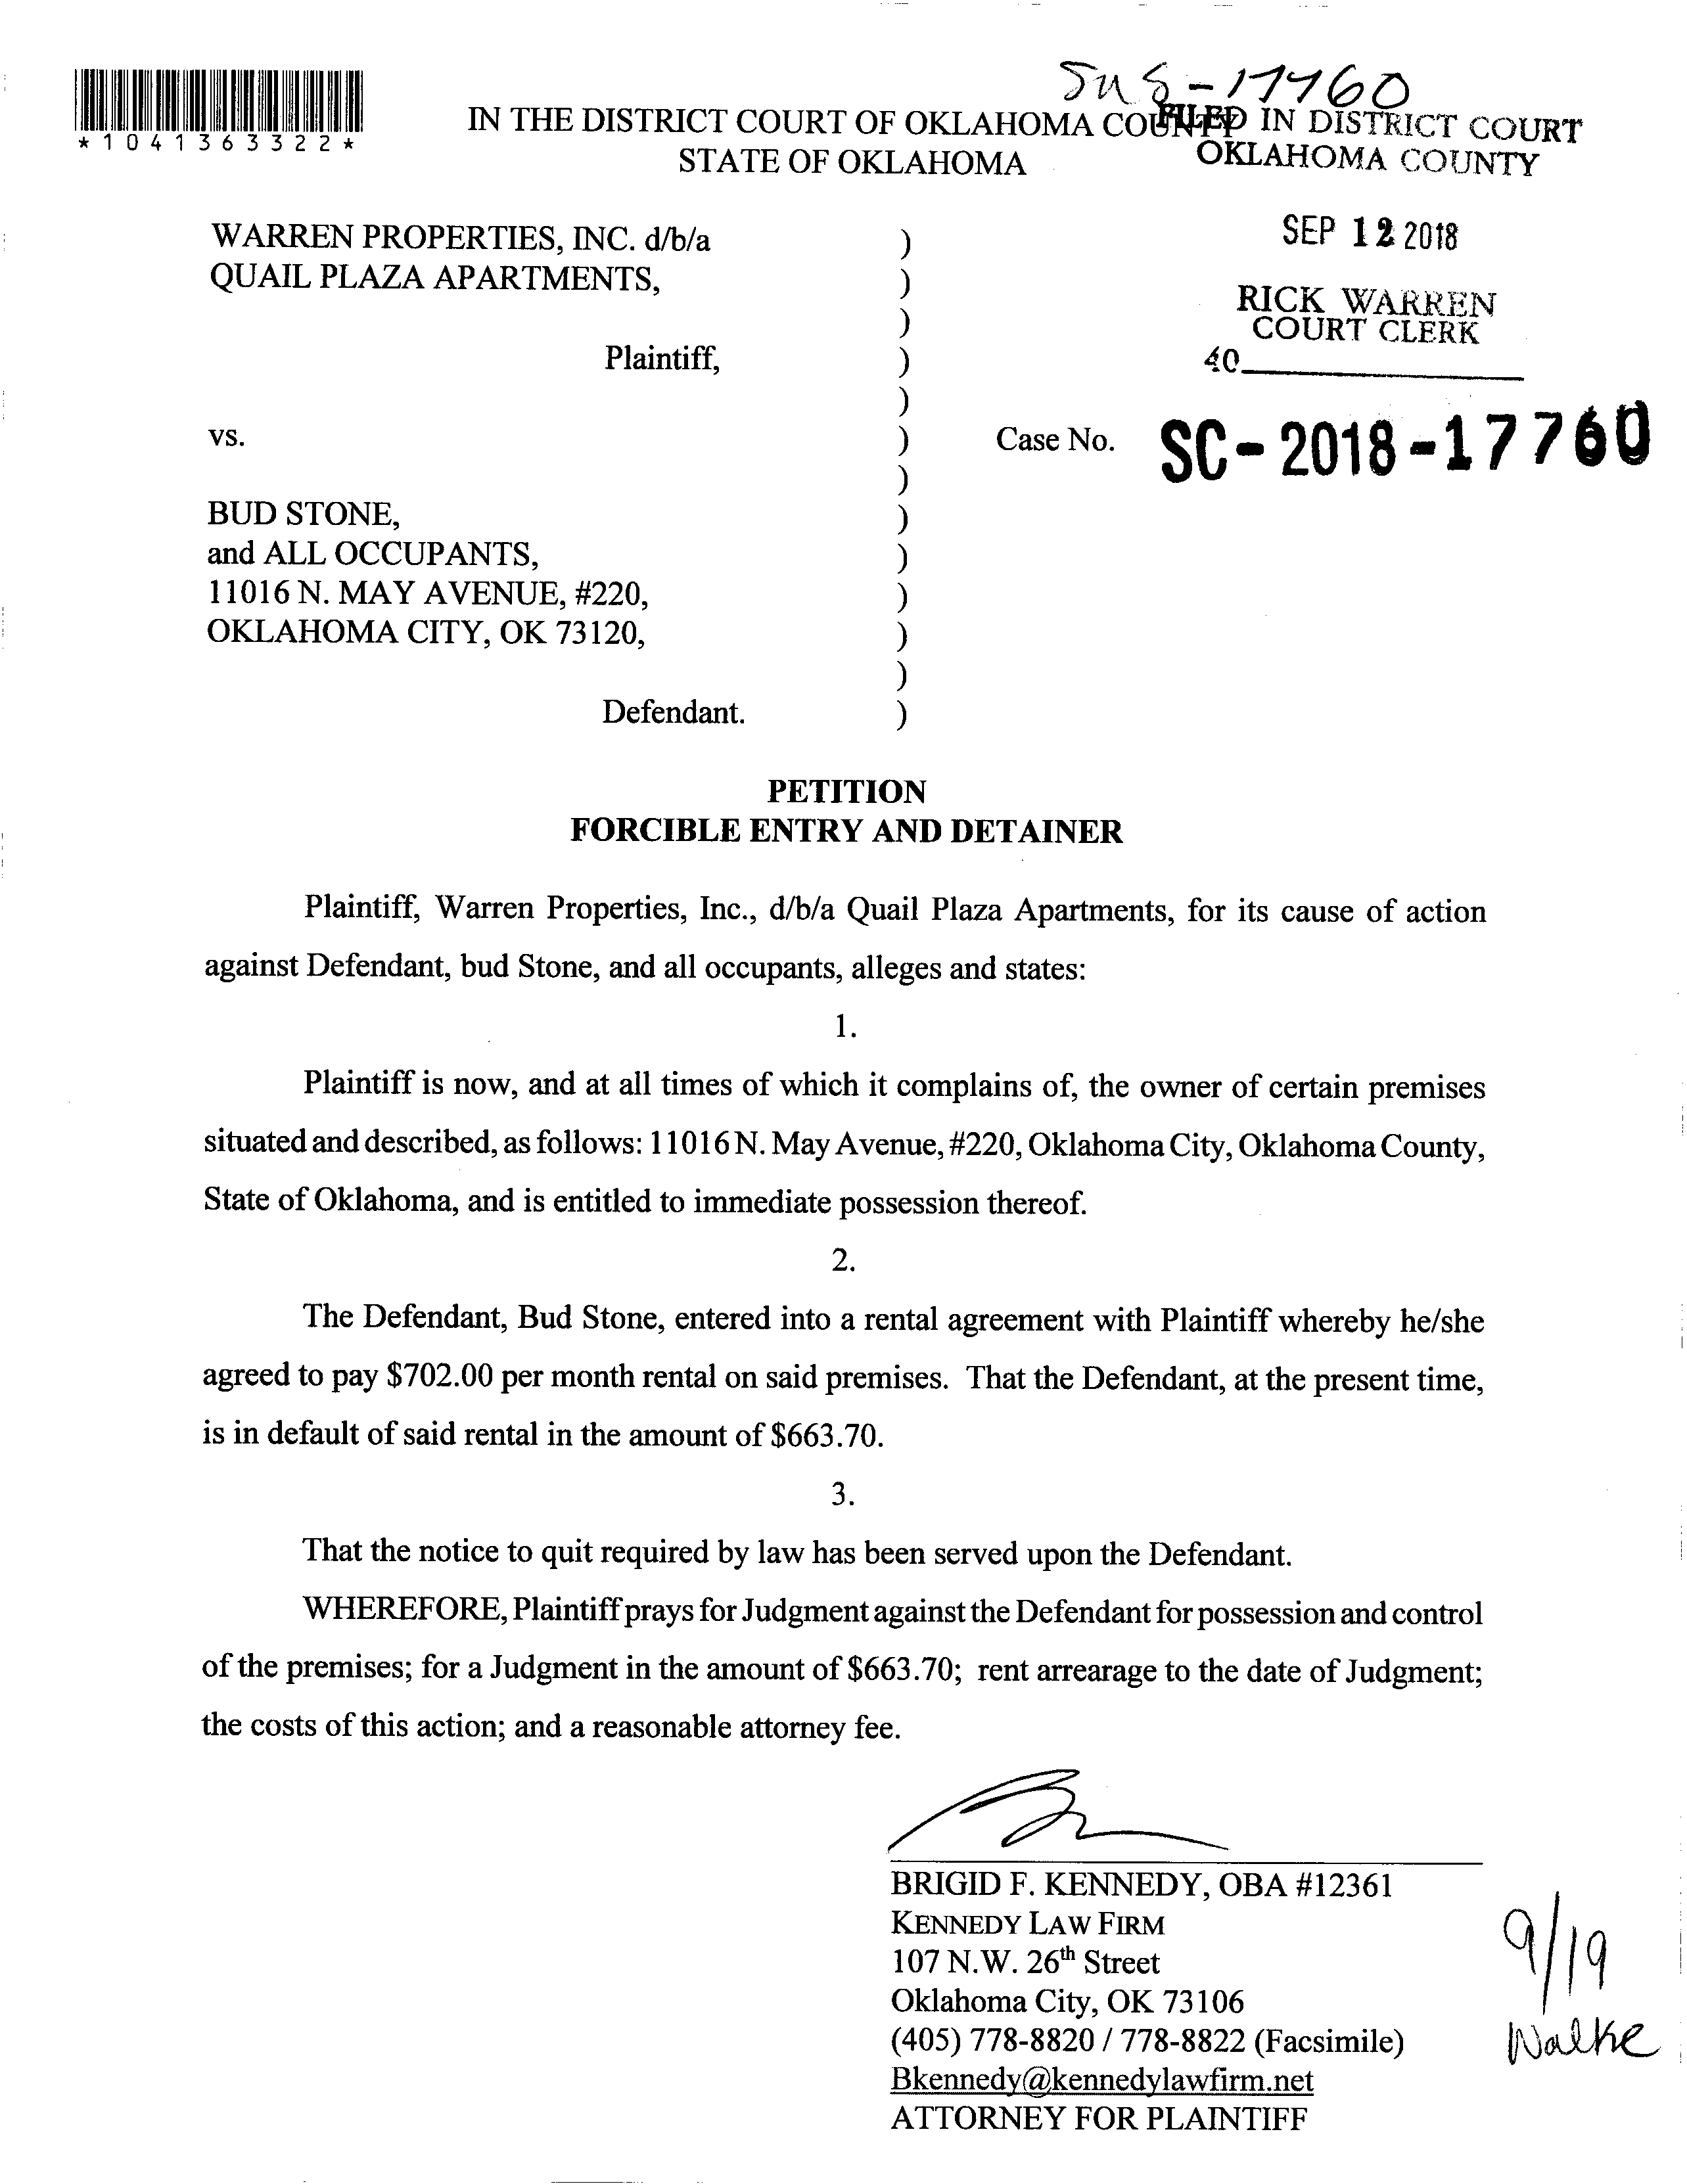 *1041363322*
IN THE DISTRICT COURT OF OKLAHOMA COUNTY
STATE OF OKLAHOMA
17760
FILED IN DISTRICT COURT
OKLAHOMA COUNTY
SEP 12 2018
RICK WARREN
COURT CLERK
40
WARREN PROPERTIES, INC. d/b/a )
QUAIL PLAZA APARTMENTS, )
)
Plaintiff, )
)
vs. ) Case No. SC-2018-17760
)
BUD STONE, )
and ALL OCCUPANTS, )
11016 N. MAY AVENUE, #220, )
OKLAHOMA CITY, OK 73120, )
)
Defendant. )
PETITION
FORCIBLE ENTRY AND DETAINER
Plaintiff, Warren Properties, Inc., d/b/a Quail Plaza Apartments, for its cause of action
against Defendant, bud Stone, and all occupants, alleges and states:
1.
Plaintiff is now, and at all times of which it complains of, the owner of certain premises
situated and described, as follows: 11016 N. May Avenue, #220, Oklahoma City, Oklahoma County,
State of Oklahoma, and is entitled to immediate possession thereof.
2.
The Defendant, Bud Stone, entered into a rental agreement with Plaintiff whereby he/she
agreed to pay $702.00 per month rental on said premises. That the Defendant, at the present time,
is in default of said rental in the amount of $663.70.
3.
That the notice to quit required by law has been served upon the Defendant.
WHEREFORE, Plaintiff prays for Judgment against the Defendant for possession and control
of the premises; for a Judgment in the amount of $663.70; rent arrearage to the date of Judgment;
the costs of this action; and a reasonable attorney fee.
BRIGID F. KENNEDY, OBA #12361
KENNEDY LAW FIRM
107 N.W. 26th Street
Oklahoma City, OK 73106
(405) 778-8820 / 778-8822 (Facsimile)
Bkennedy@kennedylawfirm.net
ATTORNEY FOR PLAINTIFF
9/19
Walke